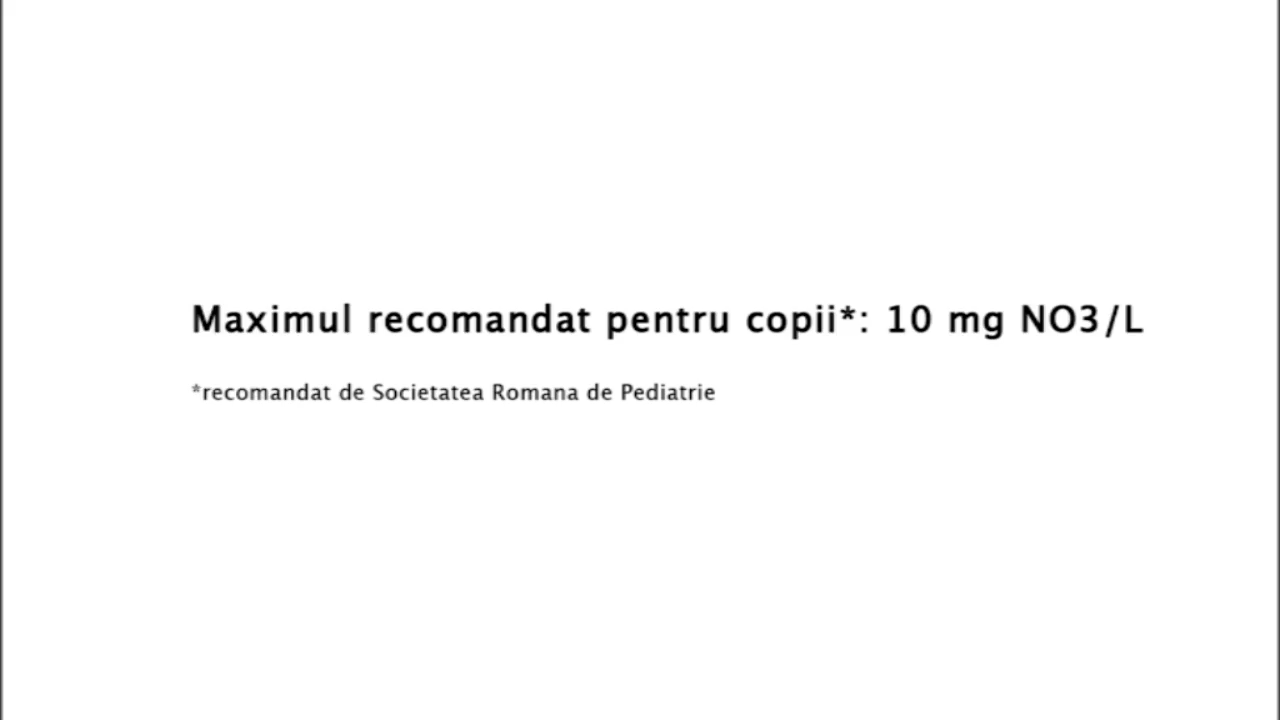 Maximul recomandat pentru copii*: 10 mg NO3/L
*recomandat de Societatea Romana de Pediatrie